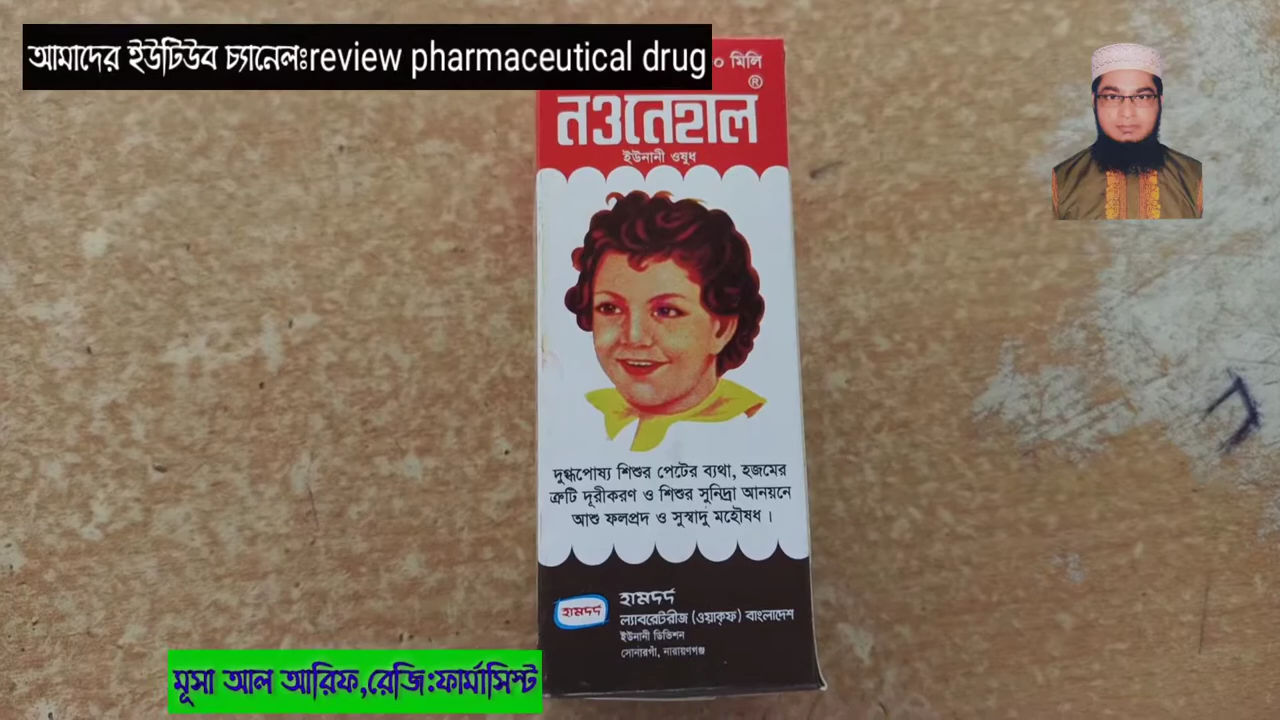 আমাদের ইউটিউব চ্যানেলঃreview pharmaceutical drug
০ মিলি
®
নওনেহাল
ইউনানী ওষুধ
দুগ্ধপোষ্য শিশুর পেটের ব্যথা, হজমের
ত্রুটি দূরীকরণ ও শিশুর সুনিদ্রা আনয়নে
আশু ফলপ্রদ ও সুস্বাদু মহৌষধ ।
হামদর্দ
হামদর্দ
ল্যাবরেটরীজ (ওয়াক্‌ফ) বাংলাদেশ
ইউনানী ডিভিশন
সোনারগাঁ, নারায়ণগঞ্জ
মূসা আল আরিফ,রেজি:ফার্মাসিস্ট